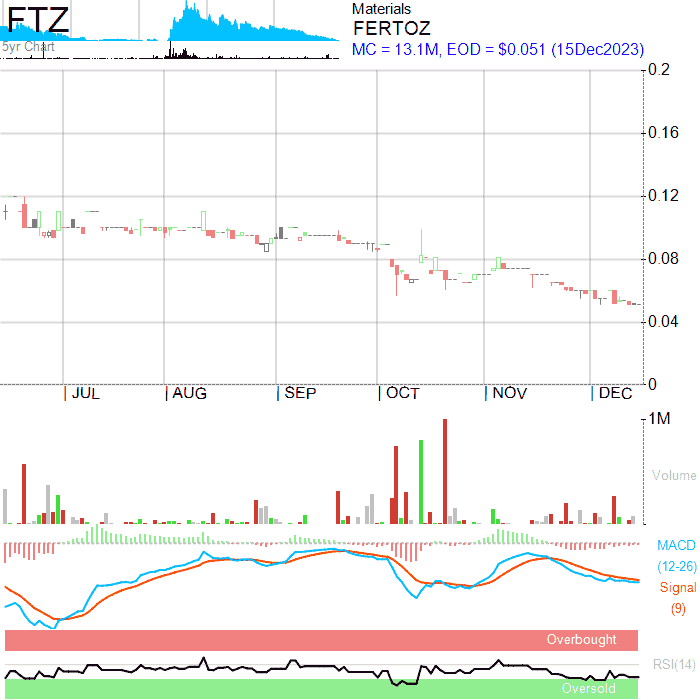 FTZ
5yr Chart
Materials
FERTOZ
MC = 13.1M, EOD = $0.051 (15Dec2023)
0.2
0.16
0.12
0.08
0.04
0
JUL AUG SEP OCT NOV DEC
1M
Volume
MACD
(12-26)
Signal
(9)
Overbought
RSI(14)
Oversold